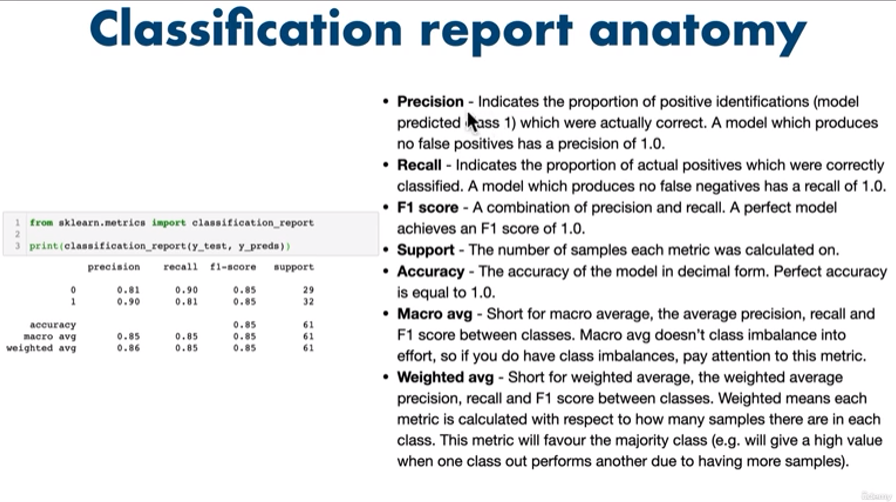 Classification report anatomy
1 from sklearn.metrics import classification_report
2
3 print(classification_report(y_test, y_preds))
precision recall f1-score support
0 0.81 0.90 0.85 29
1 0.90 0.81 0.85 32
accuracy 0.85 61
macro avg 0.85 0.85 0.85 61
weighted avg 0.86 0.85 0.85 61
• Precision - Indicates the proportion of positive identifications (model
predicted class 1) which were actually correct. A model which produces
no false positives has a precision of 1.0.
• Recall - Indicates the proportion of actual positives which were correctly
classified. A model which produces no false negatives has a recall of 1.0.
• F1 score - A combination of precision and recall. A perfect model
achieves an F1 score of 1.0.
• Support - The number of samples each metric was calculated on.
• Accuracy - The accuracy of the model in decimal form. Perfect accuracy
is equal to 1.0.
• Macro avg - Short for macro average, the average precision, recall and
F1 score between classes. Macro avg doesn't class imbalance into
effort, so if you do have class imbalances, pay attention to this metric.
• Weighted avg - Short for weighted average, the weighted average
precision, recall and F1 score between classes. Weighted means each
metric is calculated with respect to how many samples there are in each
class. This metric will favour the majority class (e.g. will give a high value
when one class out performs another due to having more samples).
Udemy